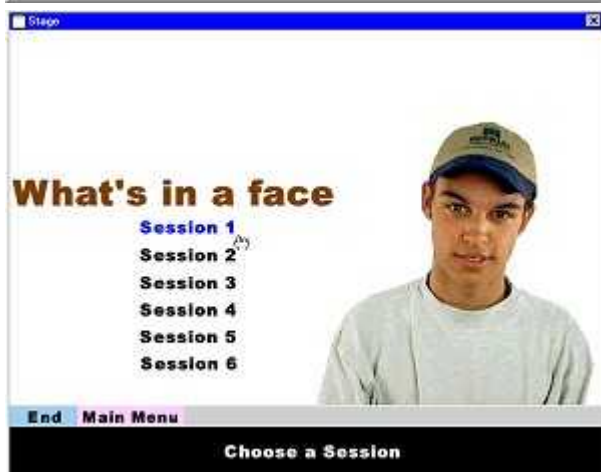 Stage
What's in a face
Session 1
Session 2
Session 3
Session 4
Session 5
Session 6
End Main Menu
Choose a Session